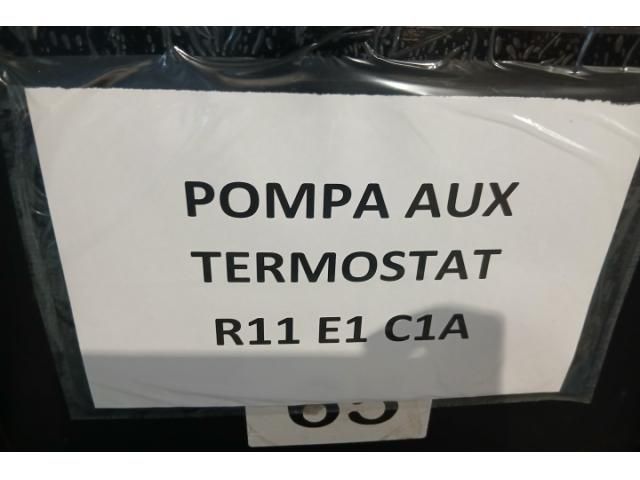 POMPA AUX
TERMOSTAT
R11 E1 C1A